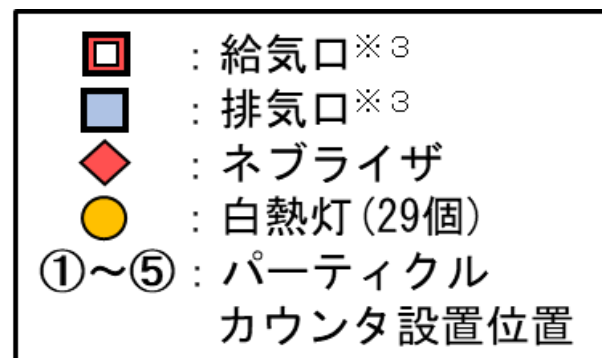 ：給気口※3
：排気口※3
：ネブライザ
：白熱灯(29個)
①～⑤：パーティクル
カウンタ設置位置